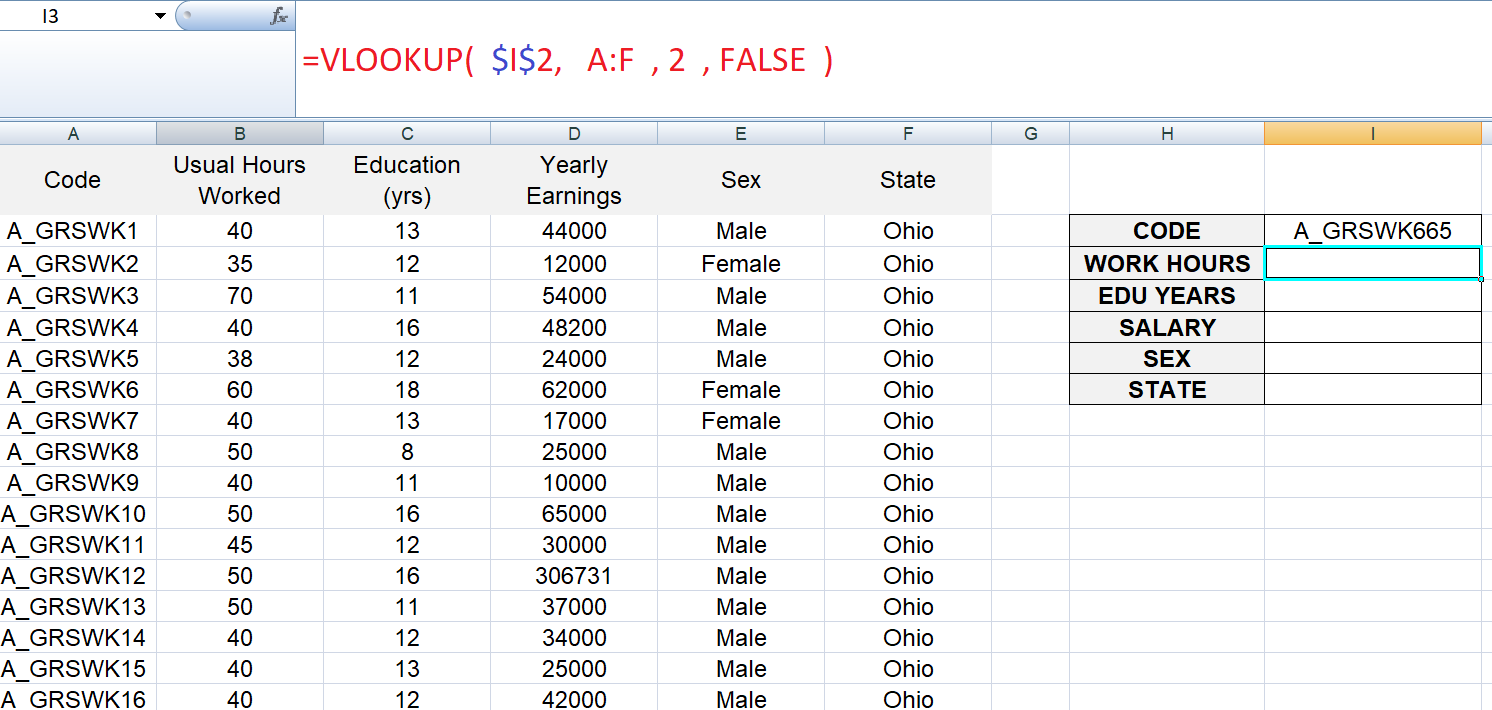 I3 fx
=VLOOKUP( $I$2, A:F , 2 , FALSE )
A B C D E F G H I
Code Usual Hours Worked Education (yrs) Yearly Earnings Sex State
A_GRSWK1 40 13 44000 Male Ohio CODE A_GRSWK665
A_GRSWK2 35 12 12000 Female Ohio WORK HOURS
A_GRSWK3 70 11 54000 Male Ohio EDU YEARS
A_GRSWK4 40 16 48200 Male Ohio SALARY
A_GRSWK5 38 12 24000 Male Ohio SEX
A_GRSWK6 60 18 62000 Female Ohio STATE
A_GRSWK7 40 13 17000 Female Ohio
A_GRSWK8 50 8 25000 Male Ohio
A_GRSWK9 40 11 10000 Male Ohio
A_GRSWK10 50 16 65000 Male Ohio
A_GRSWK11 45 12 30000 Male Ohio
A_GRSWK12 50 16 306731 Male Ohio
A_GRSWK13 50 11 37000 Male Ohio
A_GRSWK14 40 12 34000 Male Ohio
A_GRSWK15 40 13 25000 Male Ohio
A_GRSWK16 40 12 42000 Male Ohio